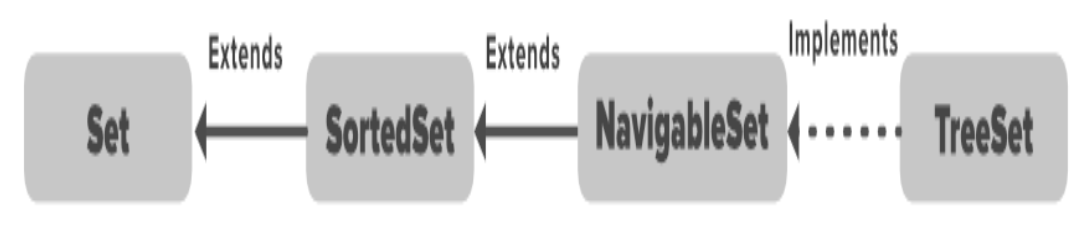 Extends
Extends
Implements
Set
SortedSet
NavigableSet
TreeSet